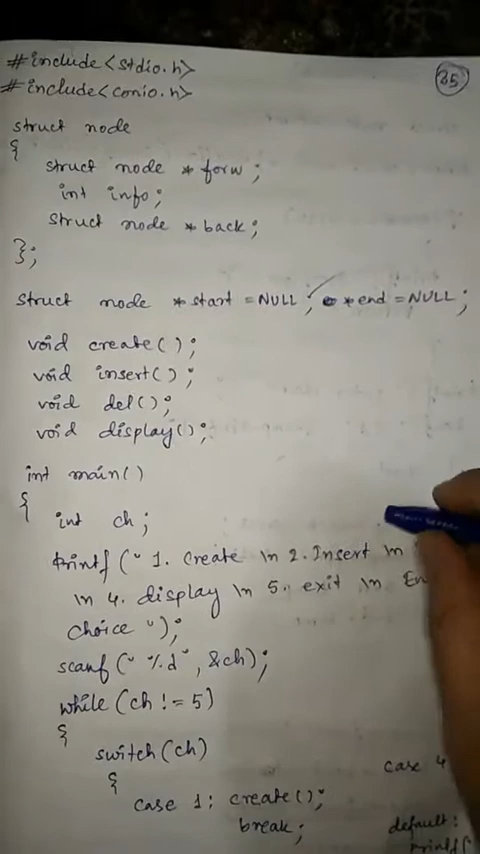 #include<stdio.h>
#include<conio.h>
35
struct node
{
struct node * forw ;
int info ;
struct node * back ;
};
struct node *start = NULL ; *end = NULL ;
void create( ) ;
void insert( ) ;
void del( ) ;
void display( ) ;
int main( )
{
int ch ;
printf (" 1. Create \n 2. Insert \n
\n 4. display \n 5. exit \n En
choice ") ;
scanf (" %d" , &ch) ;
while (ch != 5)
{
switch (ch)
{
case 4
case 1: create( ) ;
break ;
default :
printf (